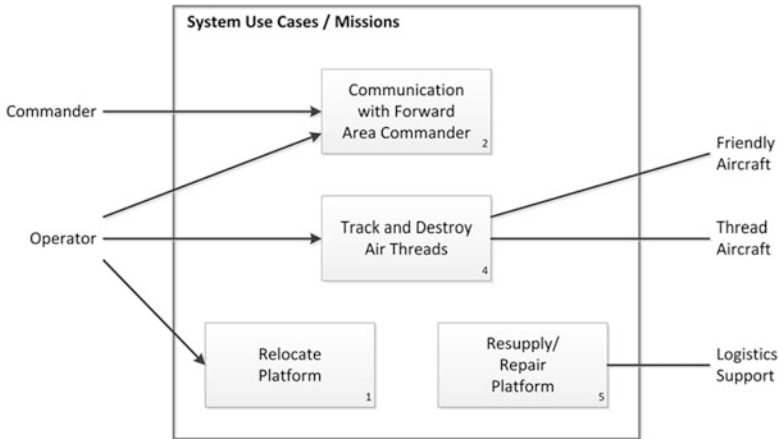 System Use Cases / Missions
Commander
Communication
with Forward
Area Commander
2
Friendly
Aircraft
Operator
Track and Destroy
Air Threads
4
Thread
Aircraft
Relocate
Platform
1
Resupply/
Repair
Platform
5
Logistics
Support